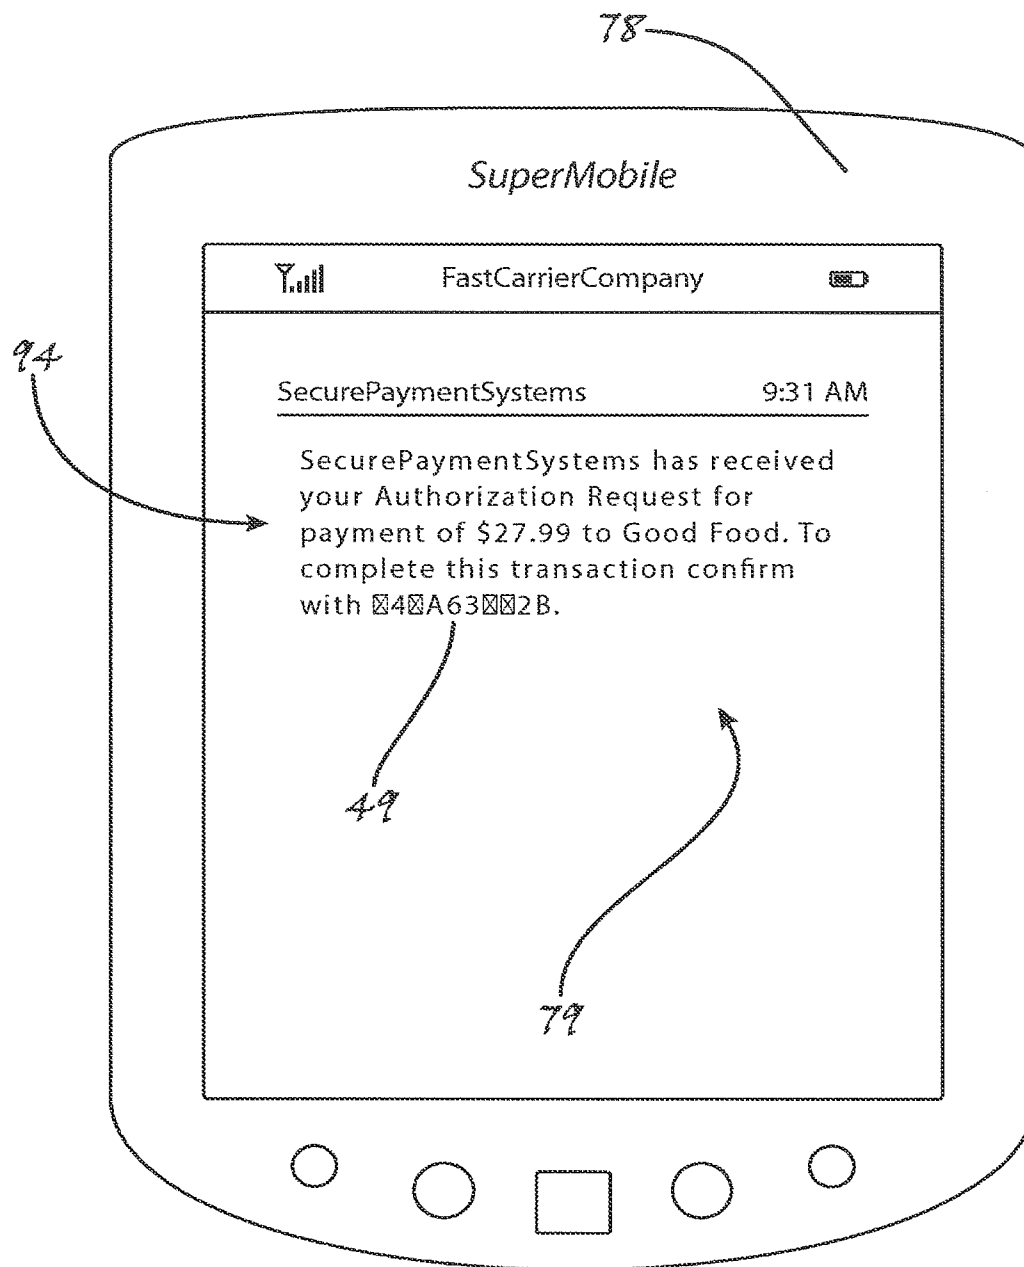 78
SuperMobile
FastCarrierCompany
94
SecurePaymentSystems 9:31 AM
SecurePaymentSystems has received
your Authorization Request for
payment of $27.99 to Good Food. To
complete this transaction confirm
with ☒4☒A63☒☒2B.
49
79